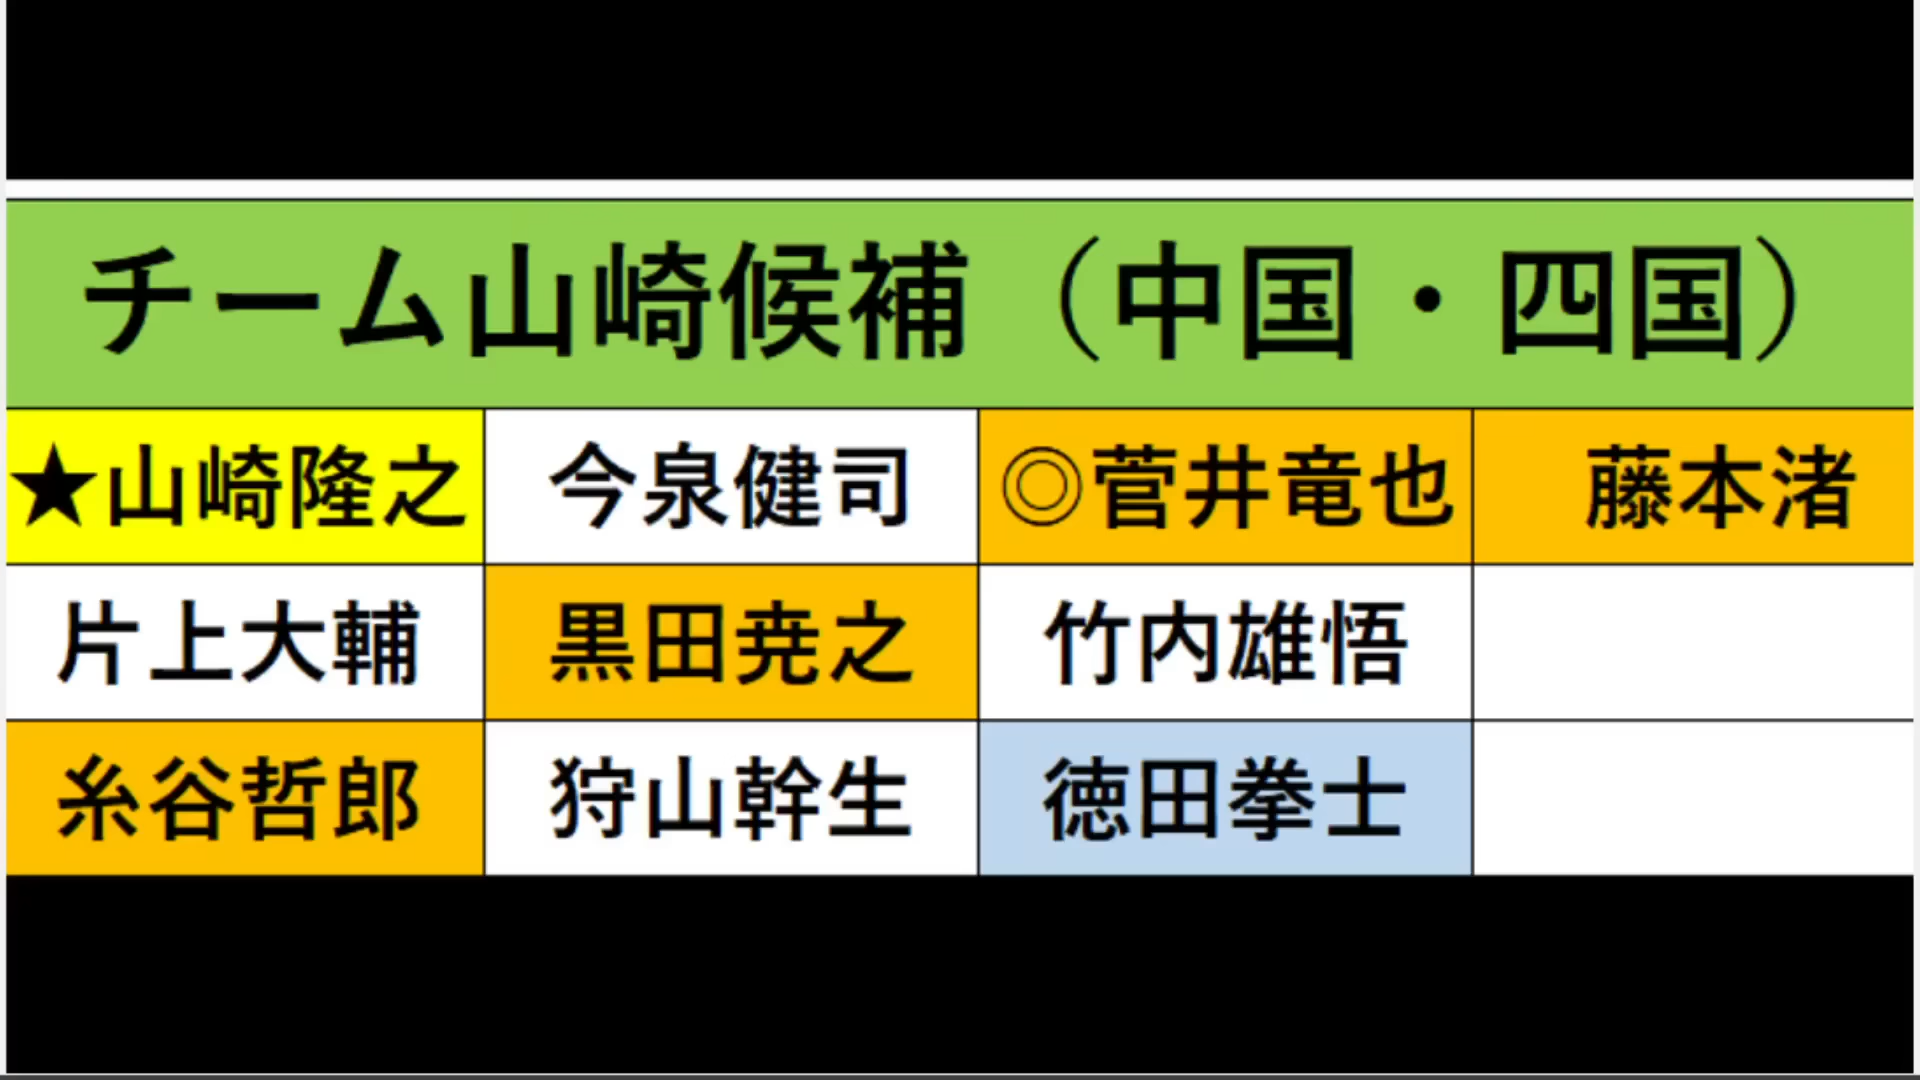 チーム山崎候補（中国・四国）
★山崎隆之 今泉健司 ◎菅井竜也 藤本渚
片上大輔 黒田尭之 竹内雄悟
糸谷哲郎 狩山幹生 徳田拳士